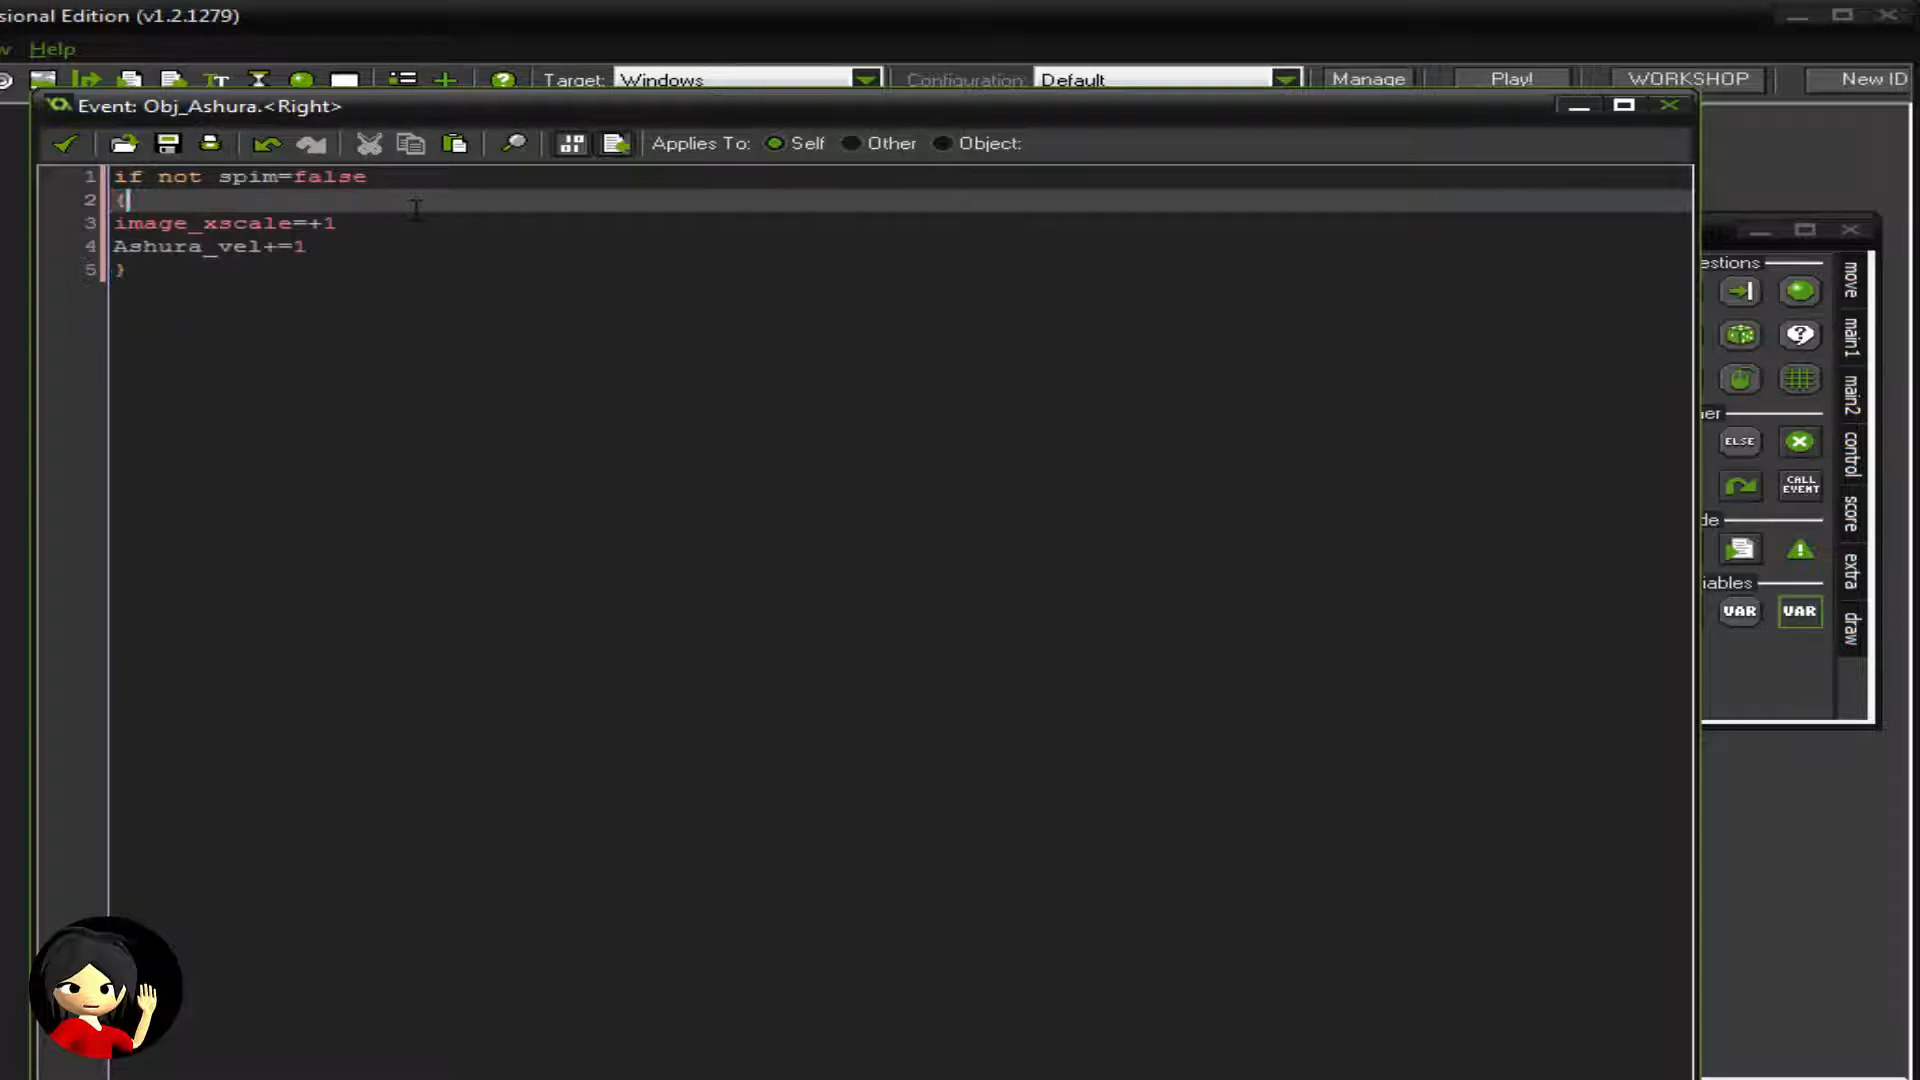 sional Edition (v1.2.1279)
w Help
Target: Windows Configuration: Default Manage Play! WORKSHOP New ID
Event: Obj_Ashura.<Right>
Applies To: Self Other Object:
1 if not spim=false
2 {
3 image_xscale=+1
4 Ashura_vel+=1
5 }
estions
move
main1
main2
er
ELSE
control
CALL EVENT
score
de
extra
iables
VAR VAR
draw